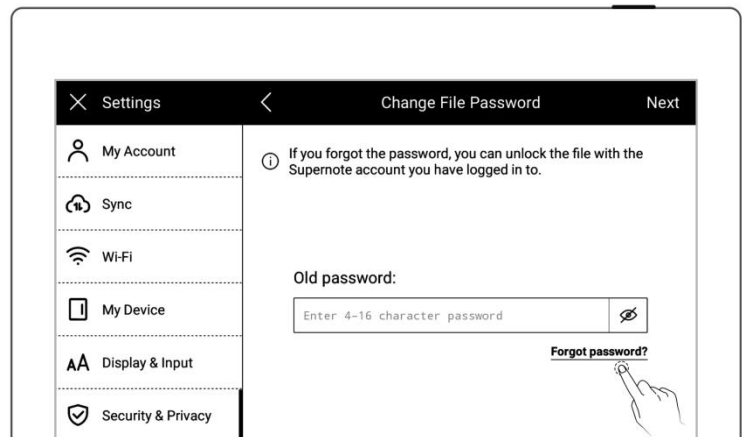 Settings
Change File Password
Next
My Account
If you forgot the password, you can unlock the file with the
Supernote account you have logged in to.
Sync
Wi-Fi
Old password:
My Device
Enter 4-16 character password
Forgot password?
AA Display & Input
Security & Privacy